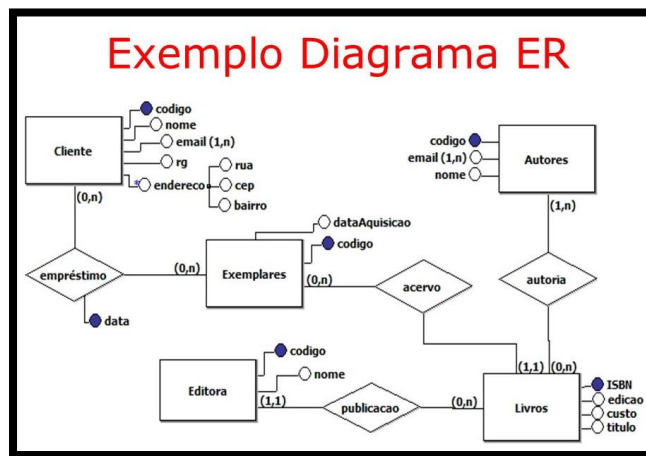 Exemplo Diagrama ER
Cliente
codigo
nome
email (1,n)
rg
endereco
rua
cep
bairro
(0,n)
codigo
email (1,n)
nome
Autores
(1,n)
empréstimo
data
(0,n)
Exemplares
dataAquisicao
codigo
(0,n)
acervo
autoria
Editora
codigo
nome
(1,1)
publicacao
(0,n)
(1,1)
(0,n)
Livros
ISBN
edicao
custo
titulo